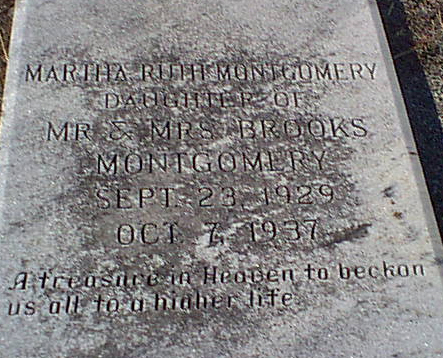 MARTHA RUTH MONTGOMERY
DAUGHTER OF
MR & MRS BROOKS
MONTGOMERY
SEPT. 23, 1929
OCT. 7, 1937
A treasure in Heaven to beckon
us all to a higher life